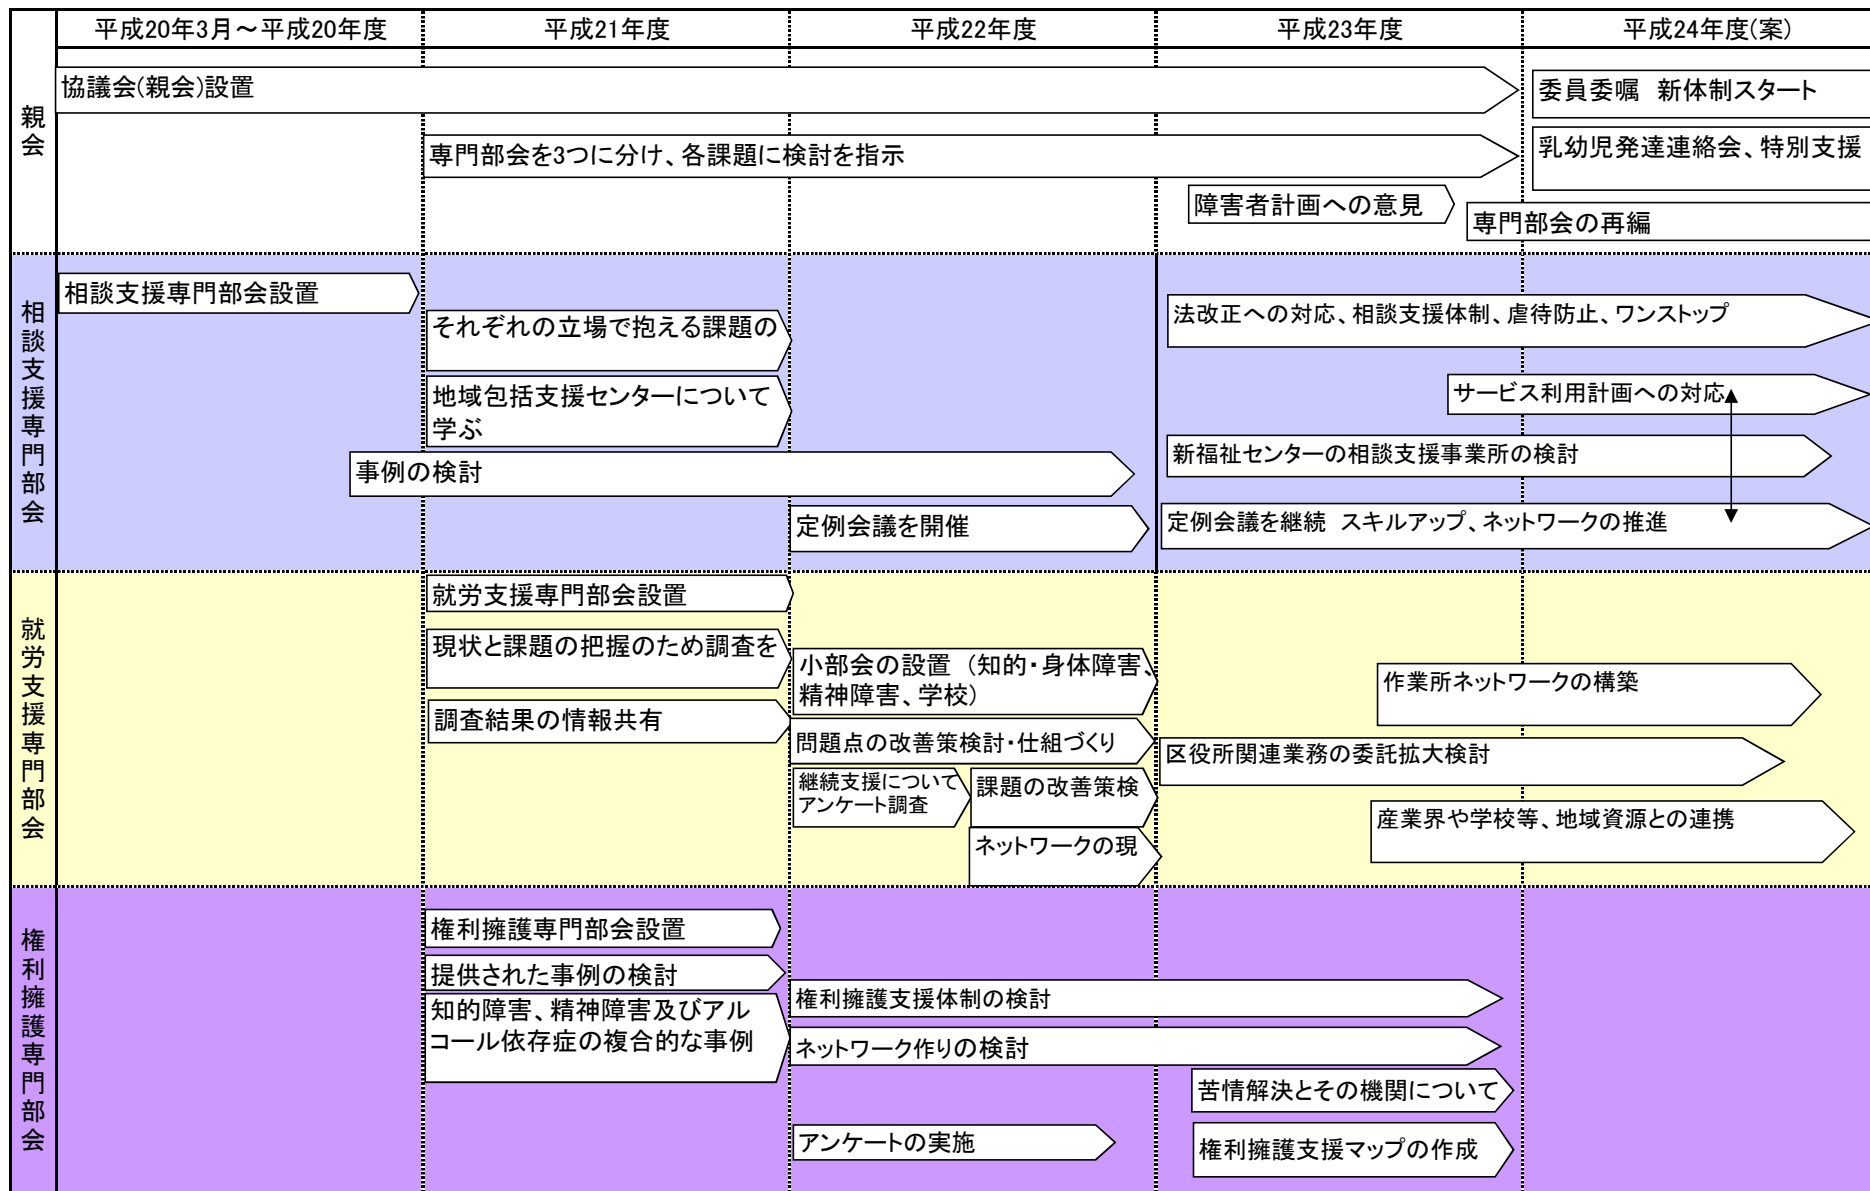 平成20年3月～平成20年度
平成21年度
平成22年度
平成23年度
平成24年度(案)
親会
協議会(親会)設置
専門部会を3つに分け、各課題に検討を指示
障害者計画への意見
委員委嘱　新体制スタート
乳幼児発達連絡会、特別支援
専門部会の再編
相談支援専門部会
相談支援専門部会設置
それぞれの立場で抱える課題の
地域包括支援センターについて
学ぶ
事例の検討
定例会議を開催
法改正への対応、相談支援体制、虐待防止、ワンストップ
サービス利用計画への対応
新福祉センターの相談支援事業所の検討
定例会議を継続　スキルアップ、ネットワークの推進
就労支援専門部会
就労支援専門部会設置
現状と課題の把握のため調査を
調査結果の情報共有
小部会の設置（知的・身体障害、
精神障害、学校）
問題点の改善策検討・仕組づくり
継続支援について
アンケート調査
課題の改善策検
ネットワークの現
作業所ネットワークの構築
区役所関連業務の委託拡大検討
産業界や学校等、地域資源との連携
権利擁護専門部会
権利擁護専門部会設置
提供された事例の検討
知的障害、精神障害及びアル
コール依存症の複合的な事例
権利擁護支援体制の検討
ネットワーク作りの検討
苦情解決とその機関について
アンケートの実施
権利擁護支援マップの作成